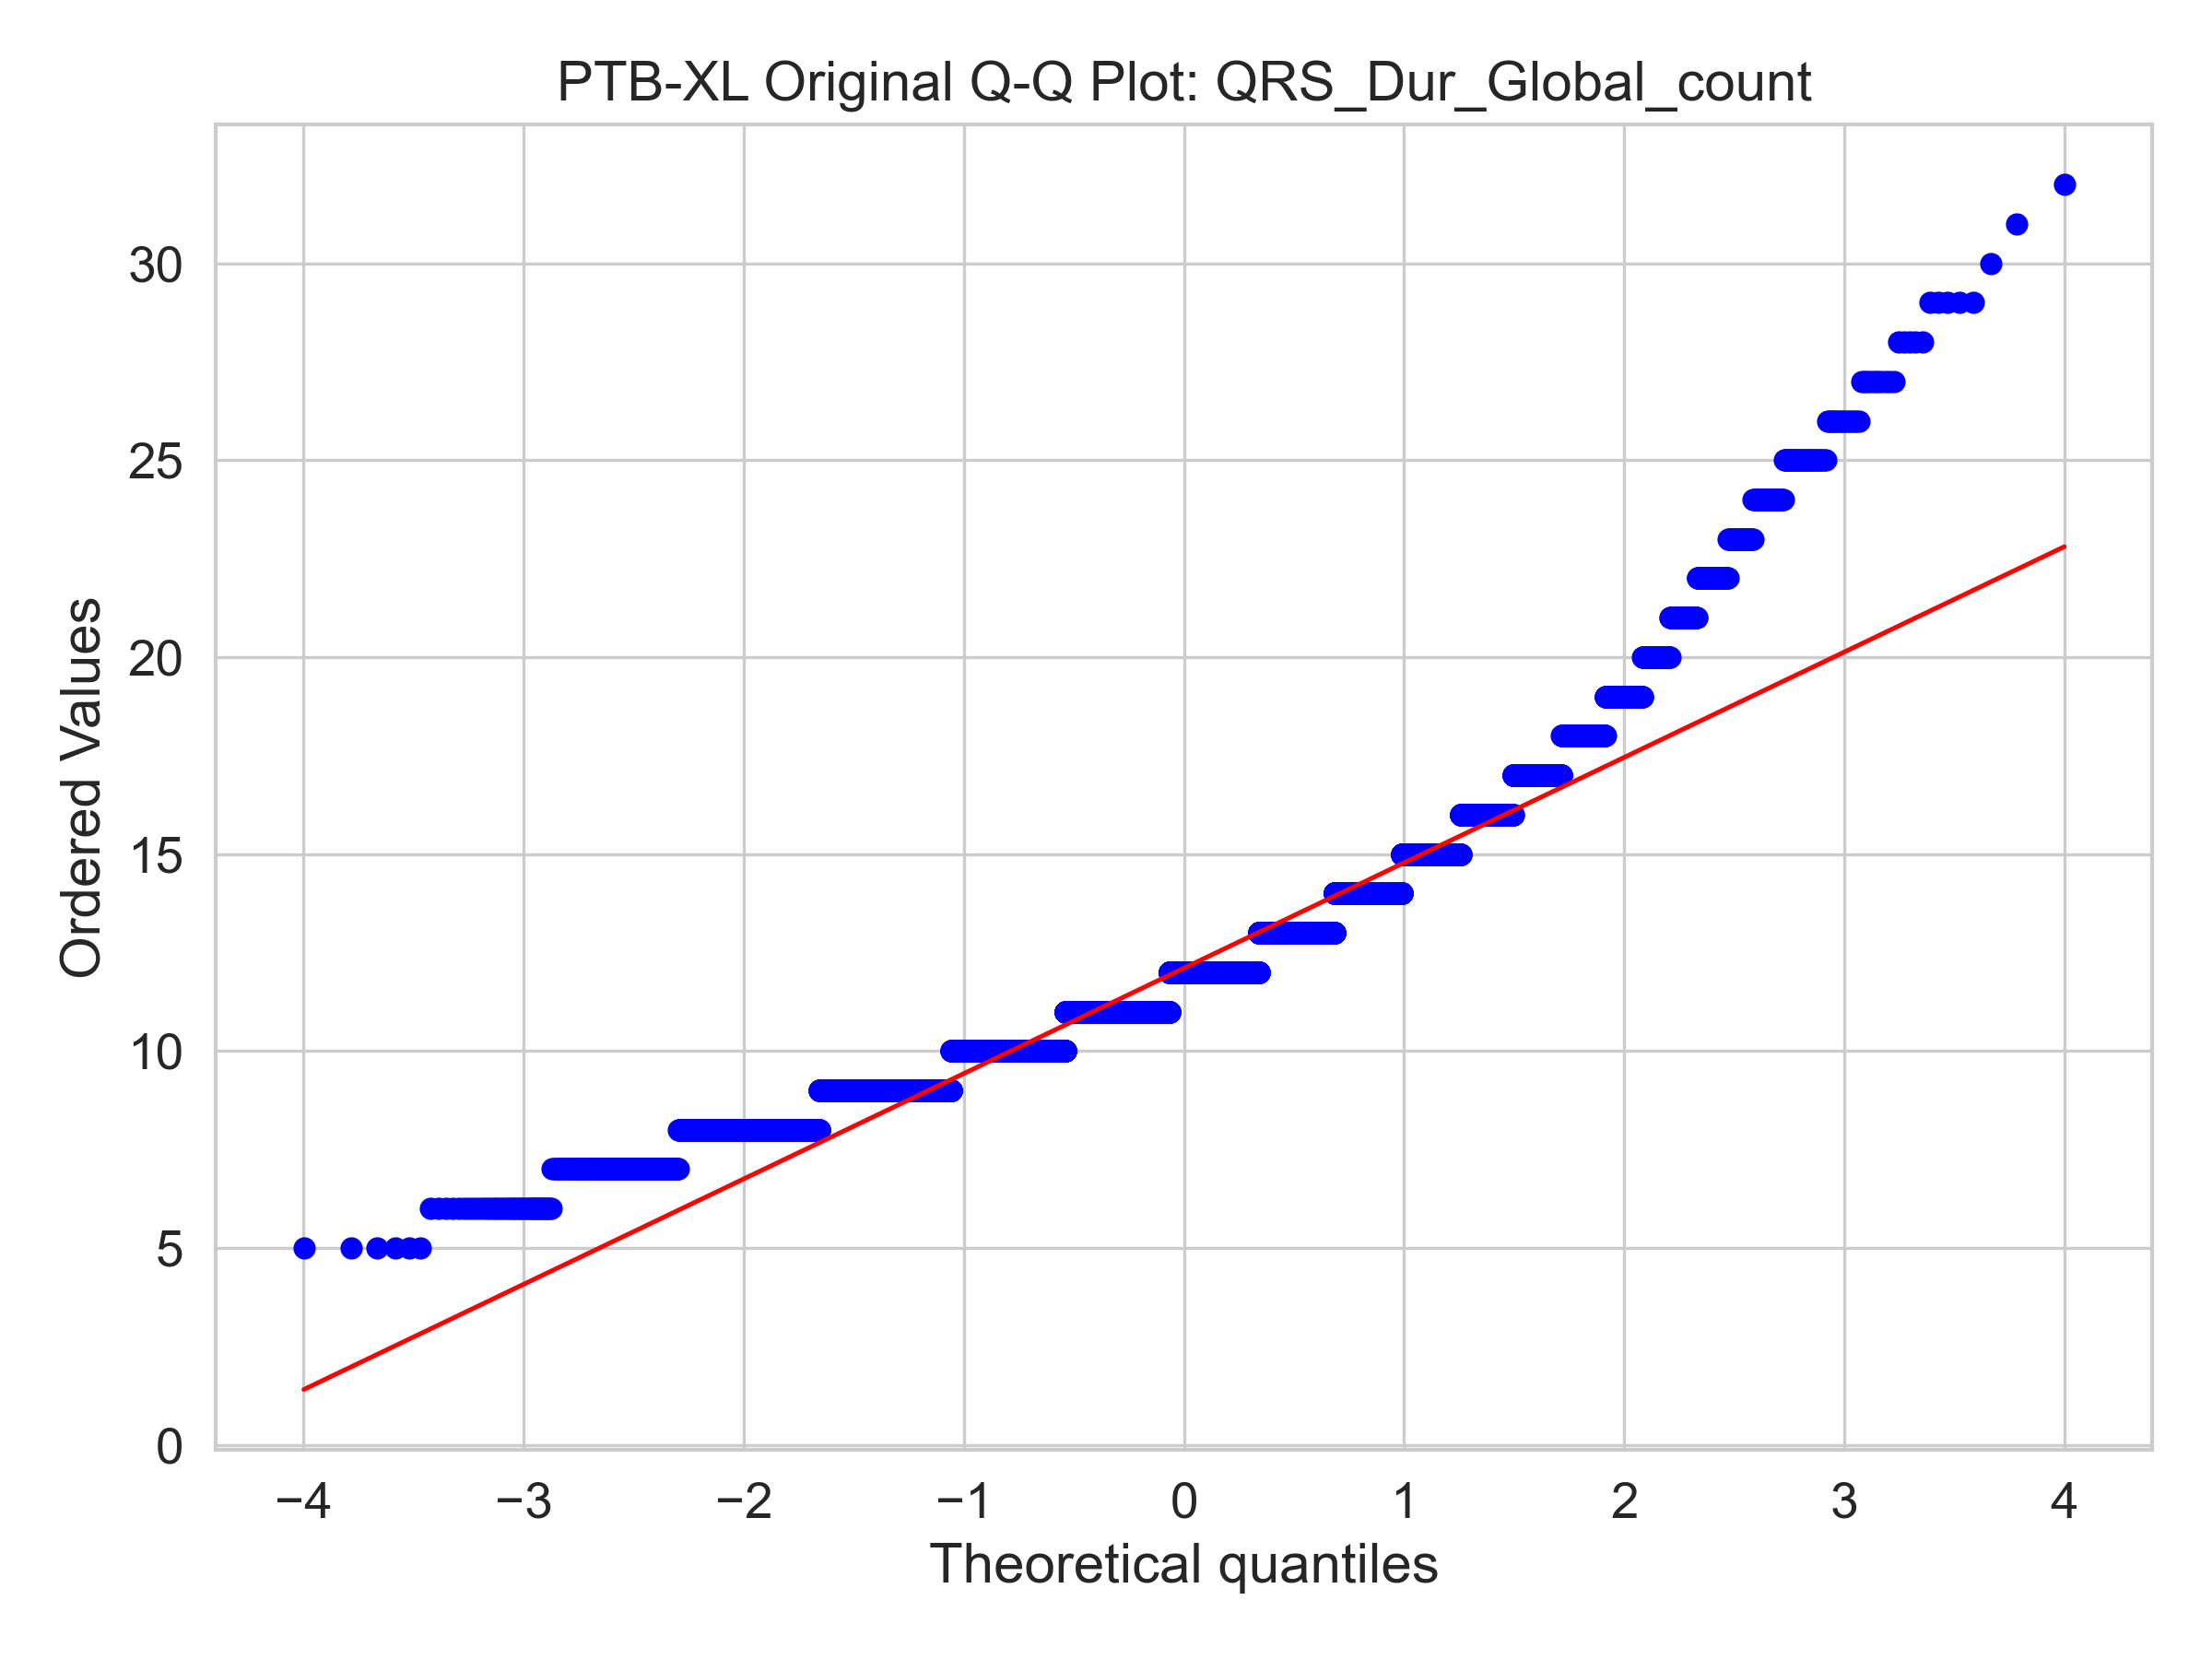 PTB-XL Original Q-Q Plot: QRS_Dur_Global_count
Ordered Values
30
25
20
15
10
5
0
−4 −3 −2 −1 0 1 2 3 4
Theoretical quantiles